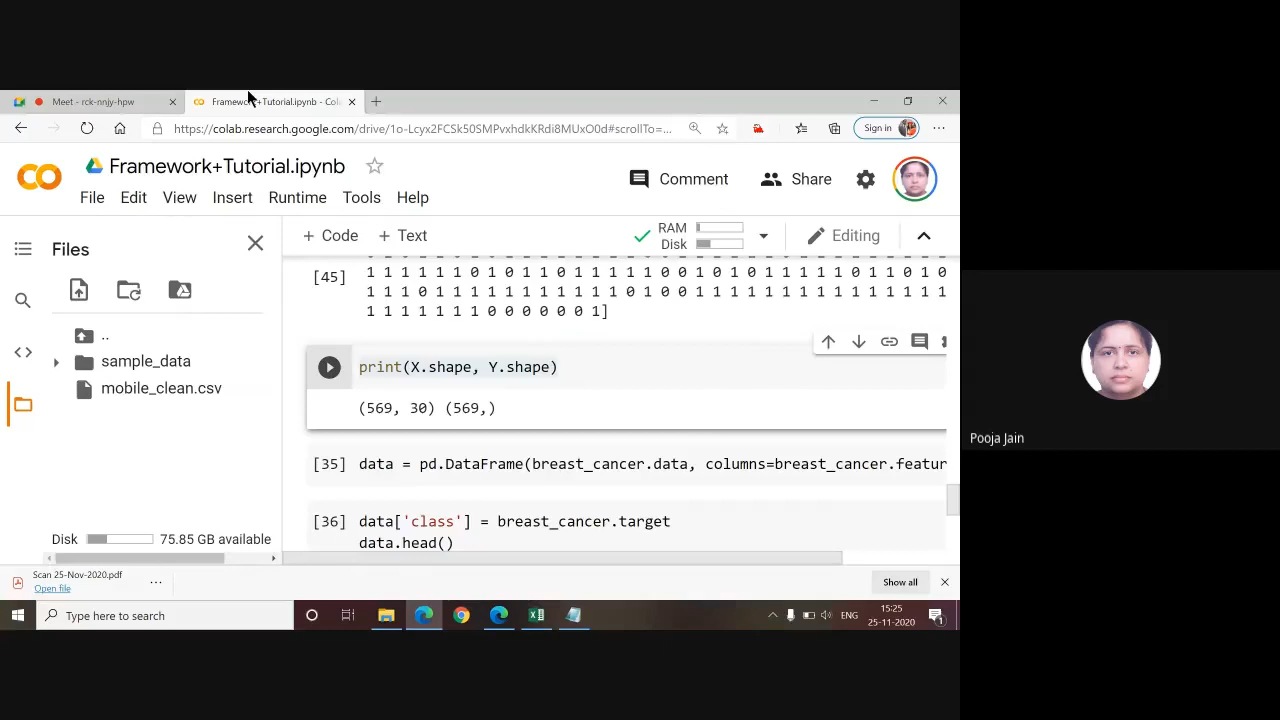 Meet - rck-nnjy-hpw
Framework+Tutorial.ipynb - Cola
https://colab.research.google.com/drive/1o-Lcyx2FCSk50SMPvxhdkKRdi8MUxO0d#scrollTo=...
Sign in
Framework+Tutorial.ipynb
Comment
Share
File Edit View Insert Runtime Tools Help
Files
+ Code + Text
RAM
Disk
Editing
..
sample_data
mobile_clean.csv
Disk 75.85 GB available
[45]
1 1 1 1 1 1 0 1 0 1 1 0 1 1 1 1 1 0 0 1 0 1 0 1 1 1 1 1 0 1 1 0 1 0
1 1 1 0 1 1 1 1 1 1 1 1 1 1 1 0 1 0 0 1 1 1 1 1 1 1 1 1 1 1 1 1 1 1
1 1 1 1 1 1 1 0 0 0 0 0 0 1]
print(X.shape, Y.shape)
(569, 30) (569,)
[35] data = pd.DataFrame(breast_cancer.data, columns=breast_cancer.featur
[36] data['class'] = breast_cancer.target
data.head()
Scan 25-Nov-2020.pdf
Open file
Show all
Type here to search
ENG
15:25
25-11-2020
1
Pooja Jain